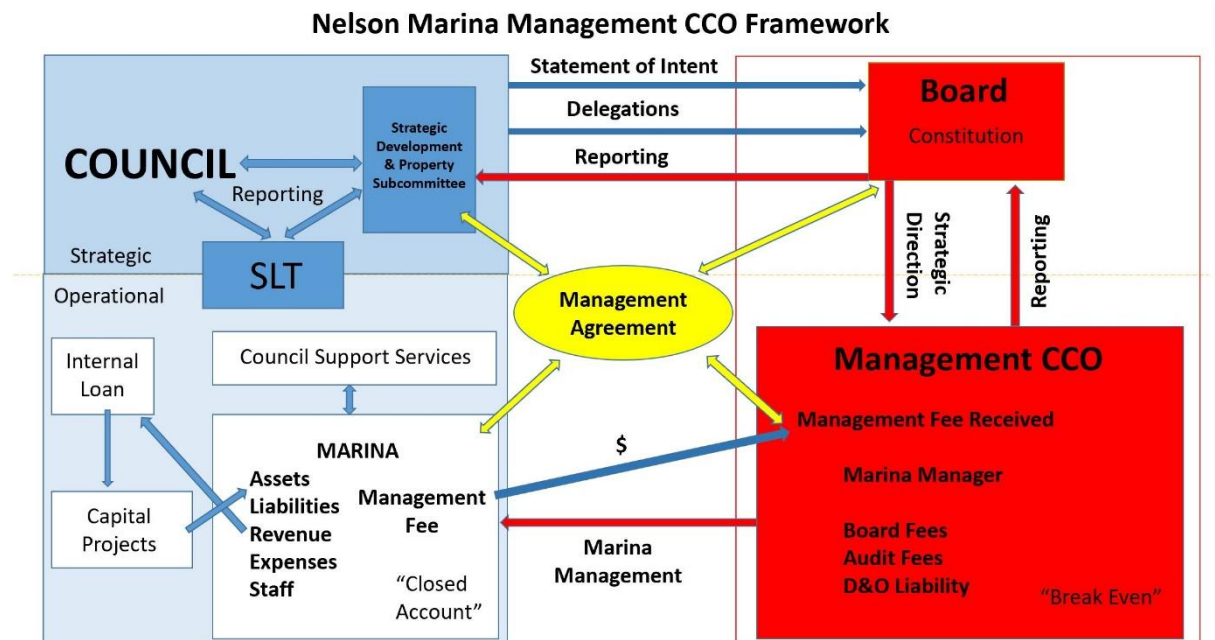 Nelson Marina Management CCO Framework
Statement of Intent
Delegations
Reporting
COUNCIL
Reporting
Strategic
Development
& Property
Subcommittee
SLT
Strategic
Operational
Board
Constitution
Strategic
Direction
Reporting
Management
Agreement
Internal
Loan
Capital
Projects
Council Support Services
MARINA
Assets
Liabilities
Revenue
Expenses
Staff
Management
Fee
“Closed
Account”
$
Marina
Management
Management CCO
Management Fee Received
Marina Manager
Board Fees
Audit Fees
D&O Liability
“Break Even”